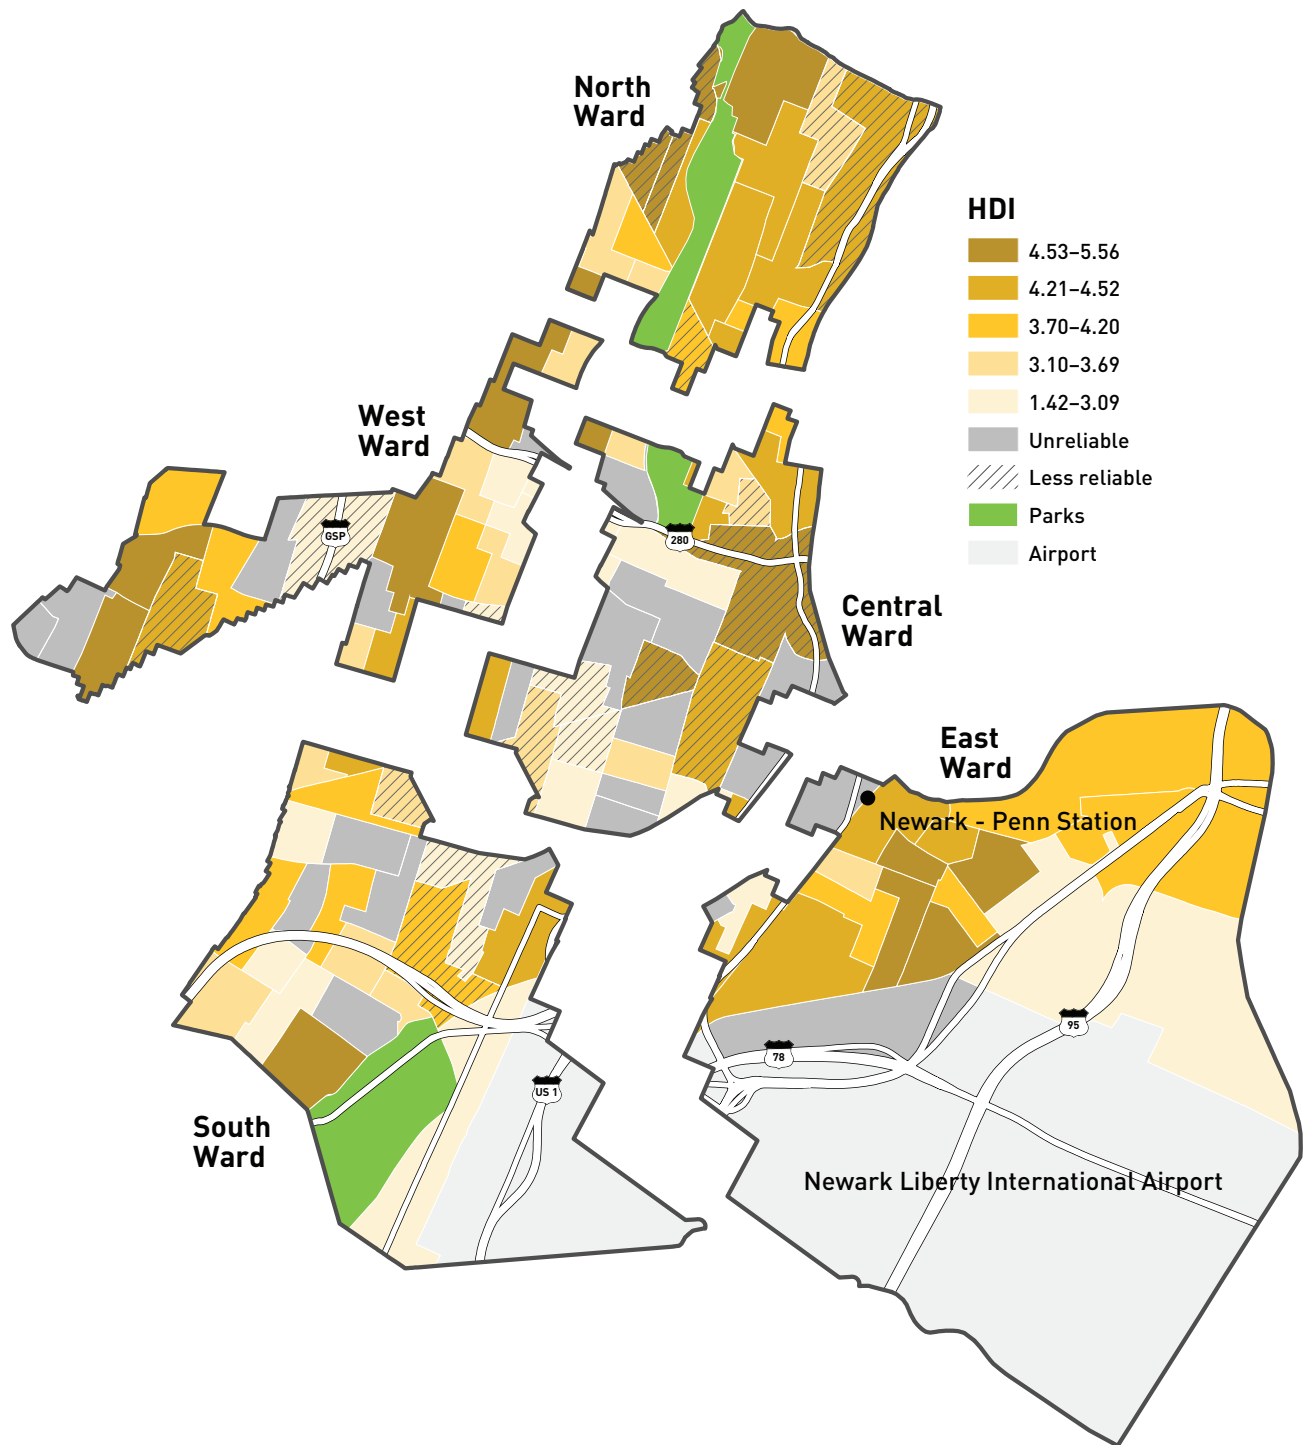 North
Ward
HDI
4.53–5.56
4.21–4.52
3.70–4.20
3.10–3.69
1.42–3.09
Unreliable
Less reliable
Parks
Airport
West
Ward
GSP
280
Central
Ward
East
Ward
Newark - Penn Station
95
78
US 1
South
Ward
Newark Liberty International Airport